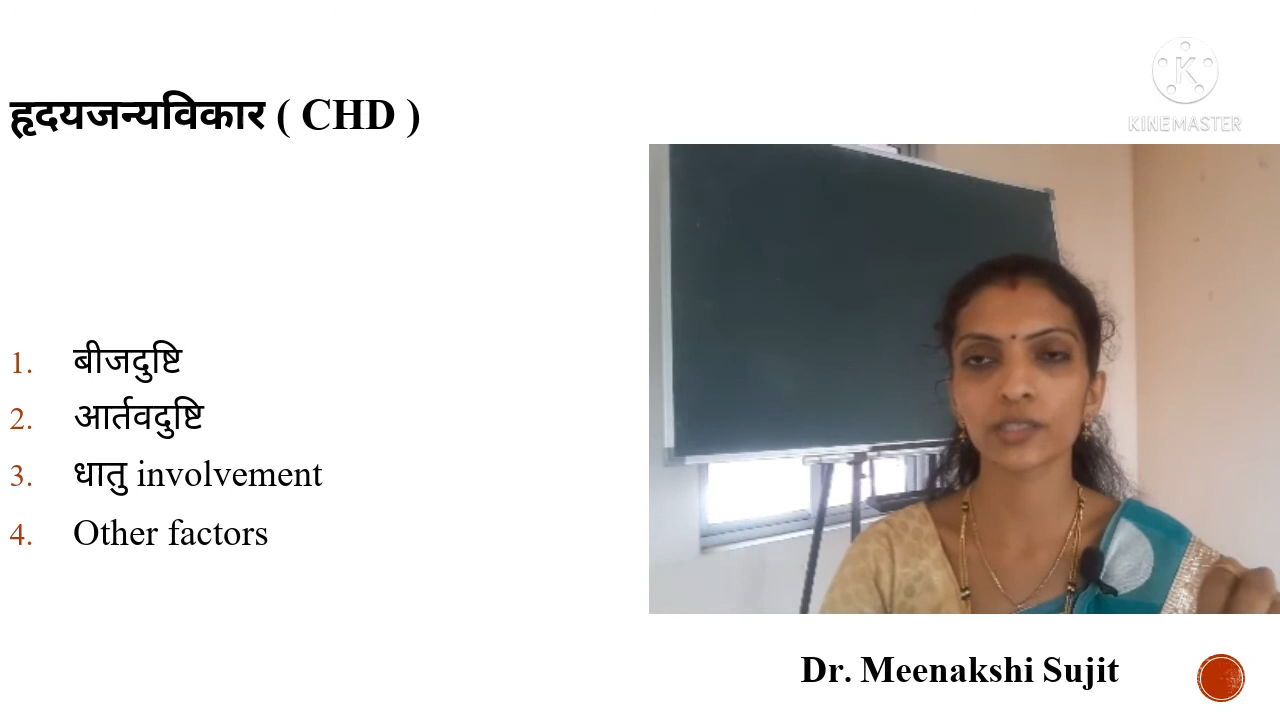 हृदयजन्यविकार ( CHD )
KINEMASTER
1. बीजदुष्टि
2. आर्तवदुष्टि
3. धातु involvement
4. Other factors
Dr. Meenakshi Sujit